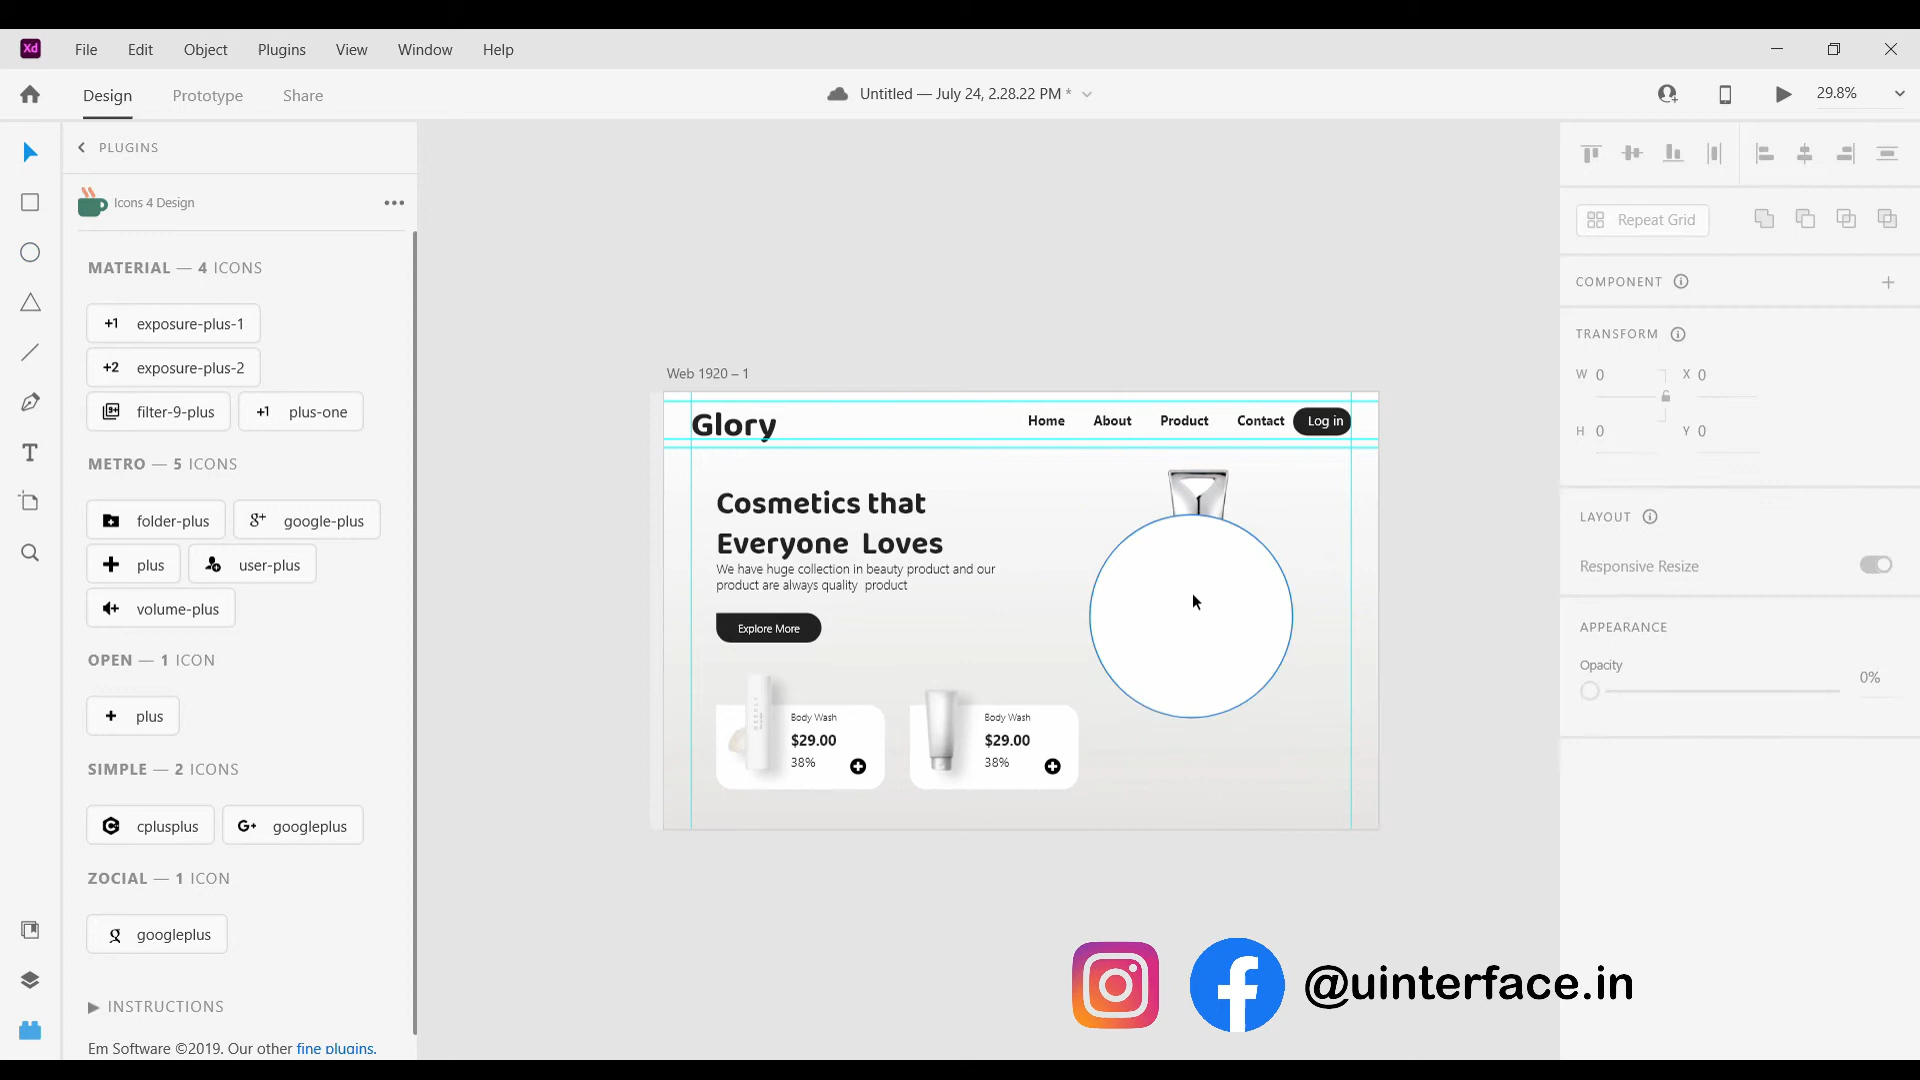 Xd
File Edit Object Plugins View Window Help
Design Prototype Share
Untitled — July 24, 2.28.22 PM *
29.8%
PLUGINS
Icons 4 Design
MATERIAL — 4 ICONS
+1 exposure-plus-1
+2 exposure-plus-2
9+ filter-9-plus
+1 plus-one
METRO — 5 ICONS
folder-plus
g+ google-plus
plus
user-plus
volume-plus
OPEN — 1 ICON
plus
SIMPLE — 2 ICONS
cplusplus
G+ googleplus
ZOCIAL — 1 ICON
g googleplus
INSTRUCTIONS
Em Software ©2019. Our other fine plugins.
Web 1920 – 1
Glory
Home About Product Contact Log in
Cosmetics that
Everyone Loves
We have huge collection in beauty product and our
product are always quality product
Explore More
Body Wash
$29.00
38%
Body Wash
$29.00
38%
Repeat Grid
COMPONENT
TRANSFORM
W 0 X 0
H 0 Y 0
LAYOUT
Responsive Resize
APPEARANCE
Opacity
0%
@uinterface.in